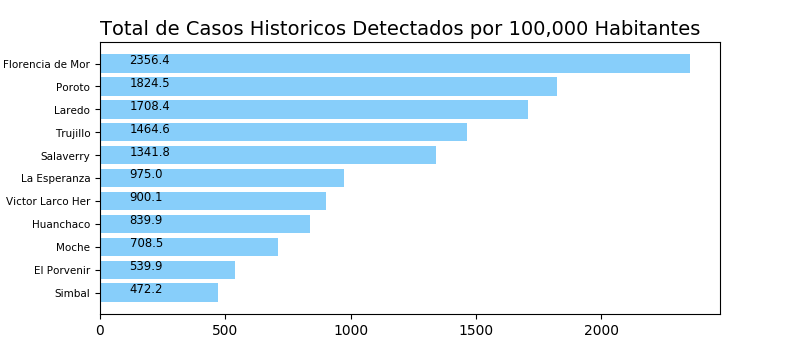 Total de Casos Historicos Detectados por 100,000 Habitantes
Florencia de Mor 2356.4
Poroto 1824.5
Laredo 1708.4
Trujillo 1464.6
Salaverry 1341.8
La Esperanza 975.0
Victor Larco Her 900.1
Huanchaco 839.9
Moche 708.5
El Porvenir 539.9
Simbal 472.2
0 500 1000 1500 2000